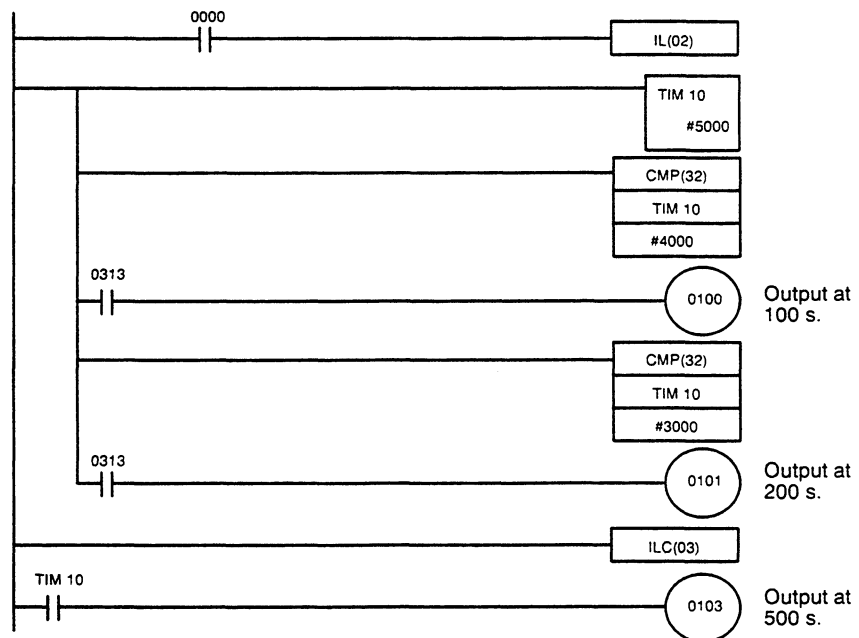 0000
IL(02)
TIM 10
#5000
CMP(32)
TIM 10
#4000
0313
0100
Output at
100 s.
CMP(32)
TIM 10
#3000
0313
0101
Output at
200 s.
ILC(03)
TIM 10
0103
Output at
500 s.